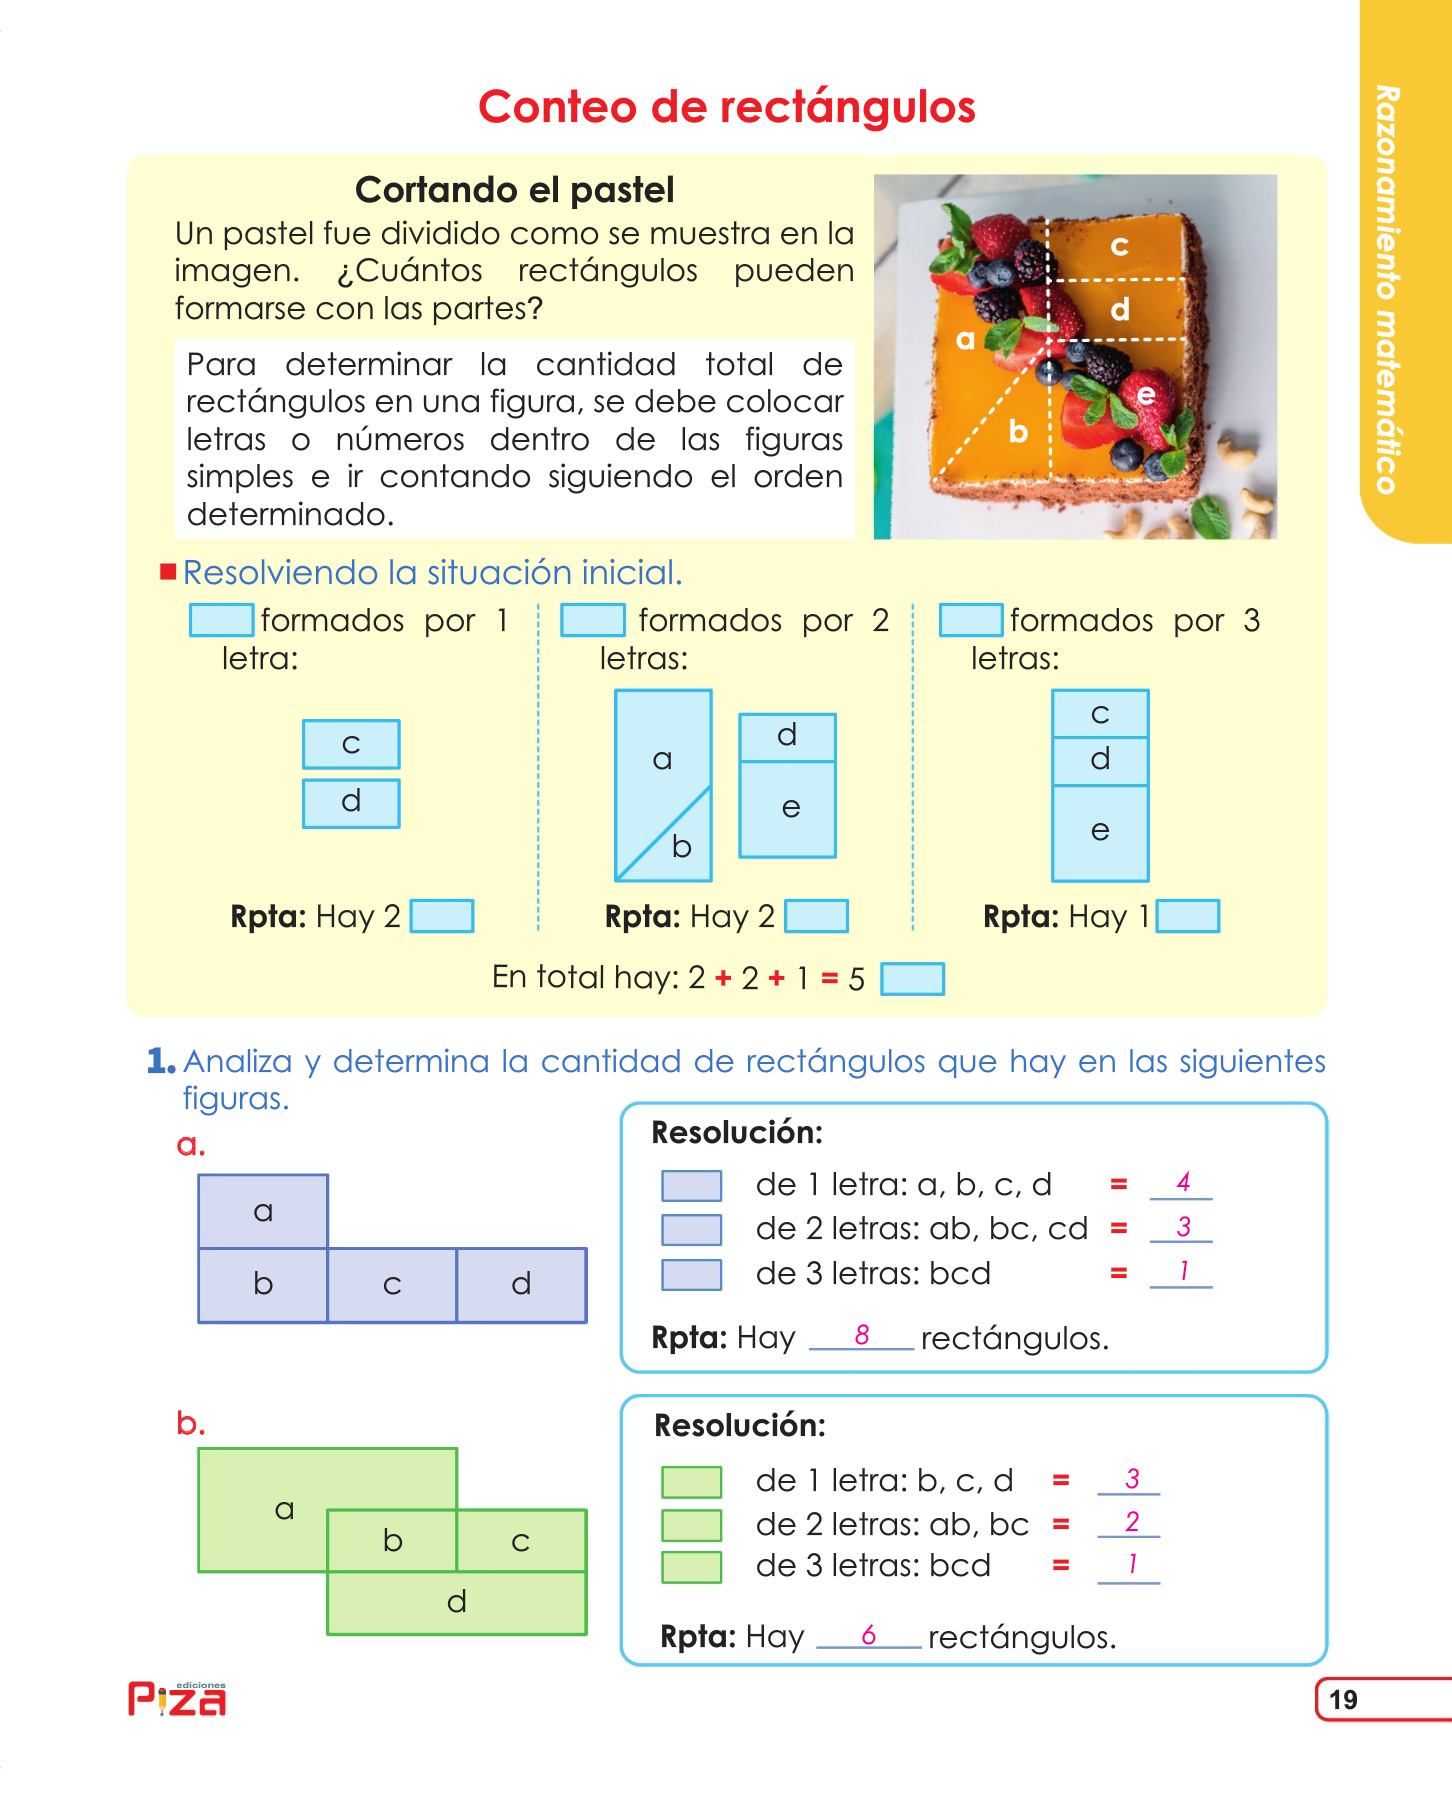 Razonamiento matemático
Conteo de rectángulos
Cortando el pastel
Un pastel fue dividido como se muestra en la
imagen. ¿Cuántos rectángulos pueden
formarse con las partes?
Para determinar la cantidad total de
rectángulos en una figura, se debe colocar
letras o números dentro de las figuras
simples e ir contando siguiendo el orden
determinado.
c
d
a
e
b
Resolviendo la situación inicial.
formados por 1
letra:
c
d
Rpta: Hay 2
formados por 2
letras:
a
b
d
e
Rpta: Hay 2
formados por 3
letras:
c
d
e
Rpta: Hay 1
En total hay: 2 + 2 + 1 = 5
1. Analiza y determina la cantidad de rectángulos que hay en las siguientes
figuras.
a.
a
b c d
Resolución:
de 1 letra: a, b, c, d = 4
de 2 letras: ab, bc, cd = 3
de 3 letras: bcd = 1
Rpta: Hay 8 rectángulos.
b.
a
b c
d
Resolución:
de 1 letra: b, c, d = 3
de 2 letras: ab, bc = 2
de 3 letras: bcd = 1
Rpta: Hay 6 rectángulos.
ediciones
Piza
19